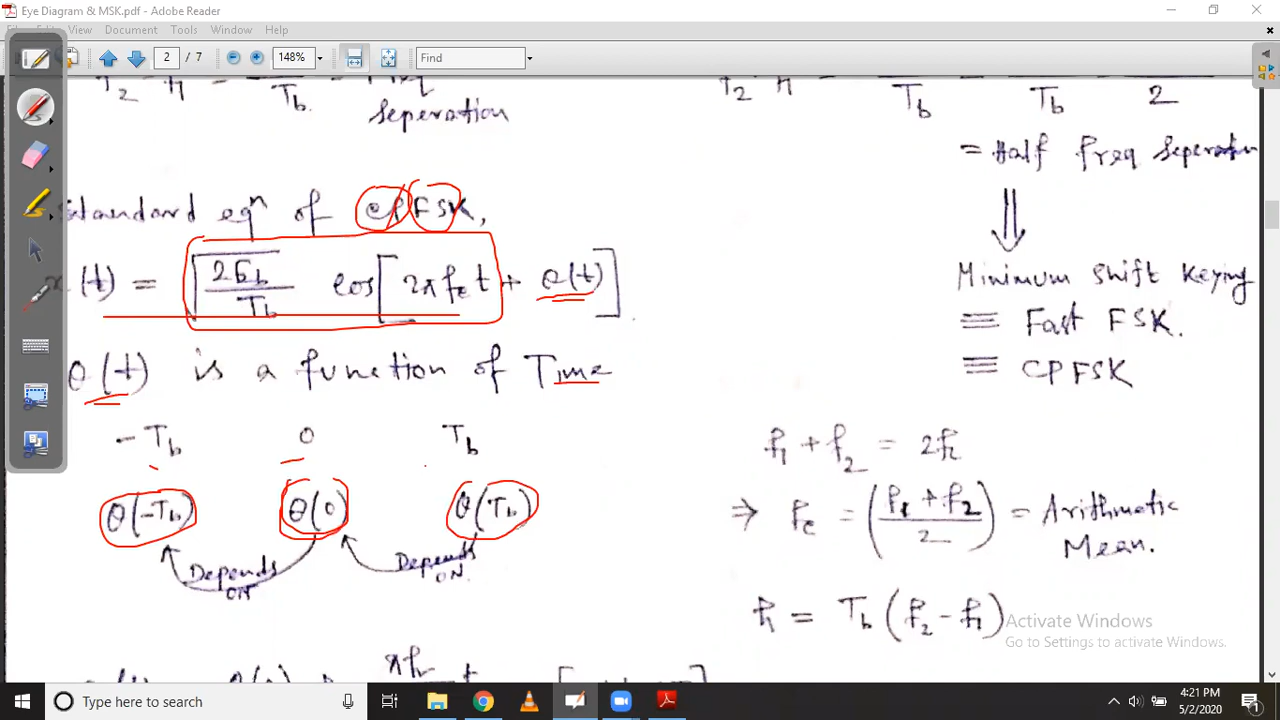 Eye Diagram & MSK.pdf - Adobe Reader
View Document Tools Window Help
2 / 7 148% Find
Tb
seperation
Tb Tb 2
= Half freq seperation
Standard eqn of CPFSK,
(t) = √2Eb/Tb cos[2πfct + θ(t)]
Minimum shift Keying
≡ Fast FSK.
θ(t) is a function of Time
≡ CPFSK
-Tb 0 Tb
f1 + f2 = 2fc
θ(-Tb) θ(0) θ(Tb)
⇒ fc = (f1 + f2 / 2) = Arithmatic
Mean.
Depends
ON
Depends
ON
h = Tb (f2 - f1)
Activate Windows
Go to Settings to activate Windows.
πh
Type here to search
4:21 PM
5/2/2020